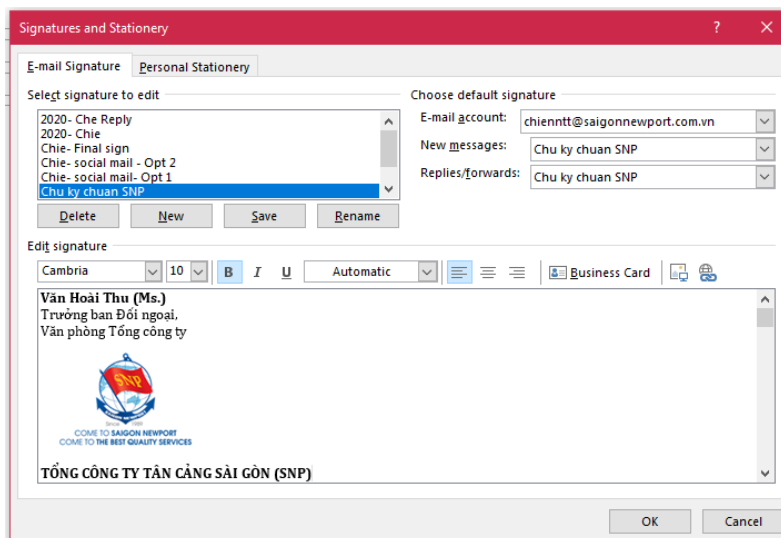 Signatures and Stationery
E-mail Signature
Personal Stationery
Select signature to edit
2020- Che Reply
2020- Chie
Chie- Final sign
Chie- social mail - Opt 2
Chie- social mail- Opt 1
Chu ky chuan SNP
Delete
New
Save
Rename
Choose default signature
E-mail account:
chienntt@saigonnewport.com.vn
New messages:
Chu ky chuan SNP
Replies/forwards:
Chu ky chuan SNP
Edit signature
Cambria
10
B
I
U
Automatic
Business Card
Văn Hoài Thu (Ms.)
Trưởng ban Đối ngoại,
Văn phòng Tổng công ty
SNP
Since 1989
COME TO SAIGON NEWPORT
COME TO THE BEST QUALITY SERVICES
TỔNG CÔNG TY TÂN CẢNG SÀI GÒN (SNP)
OK
Cancel